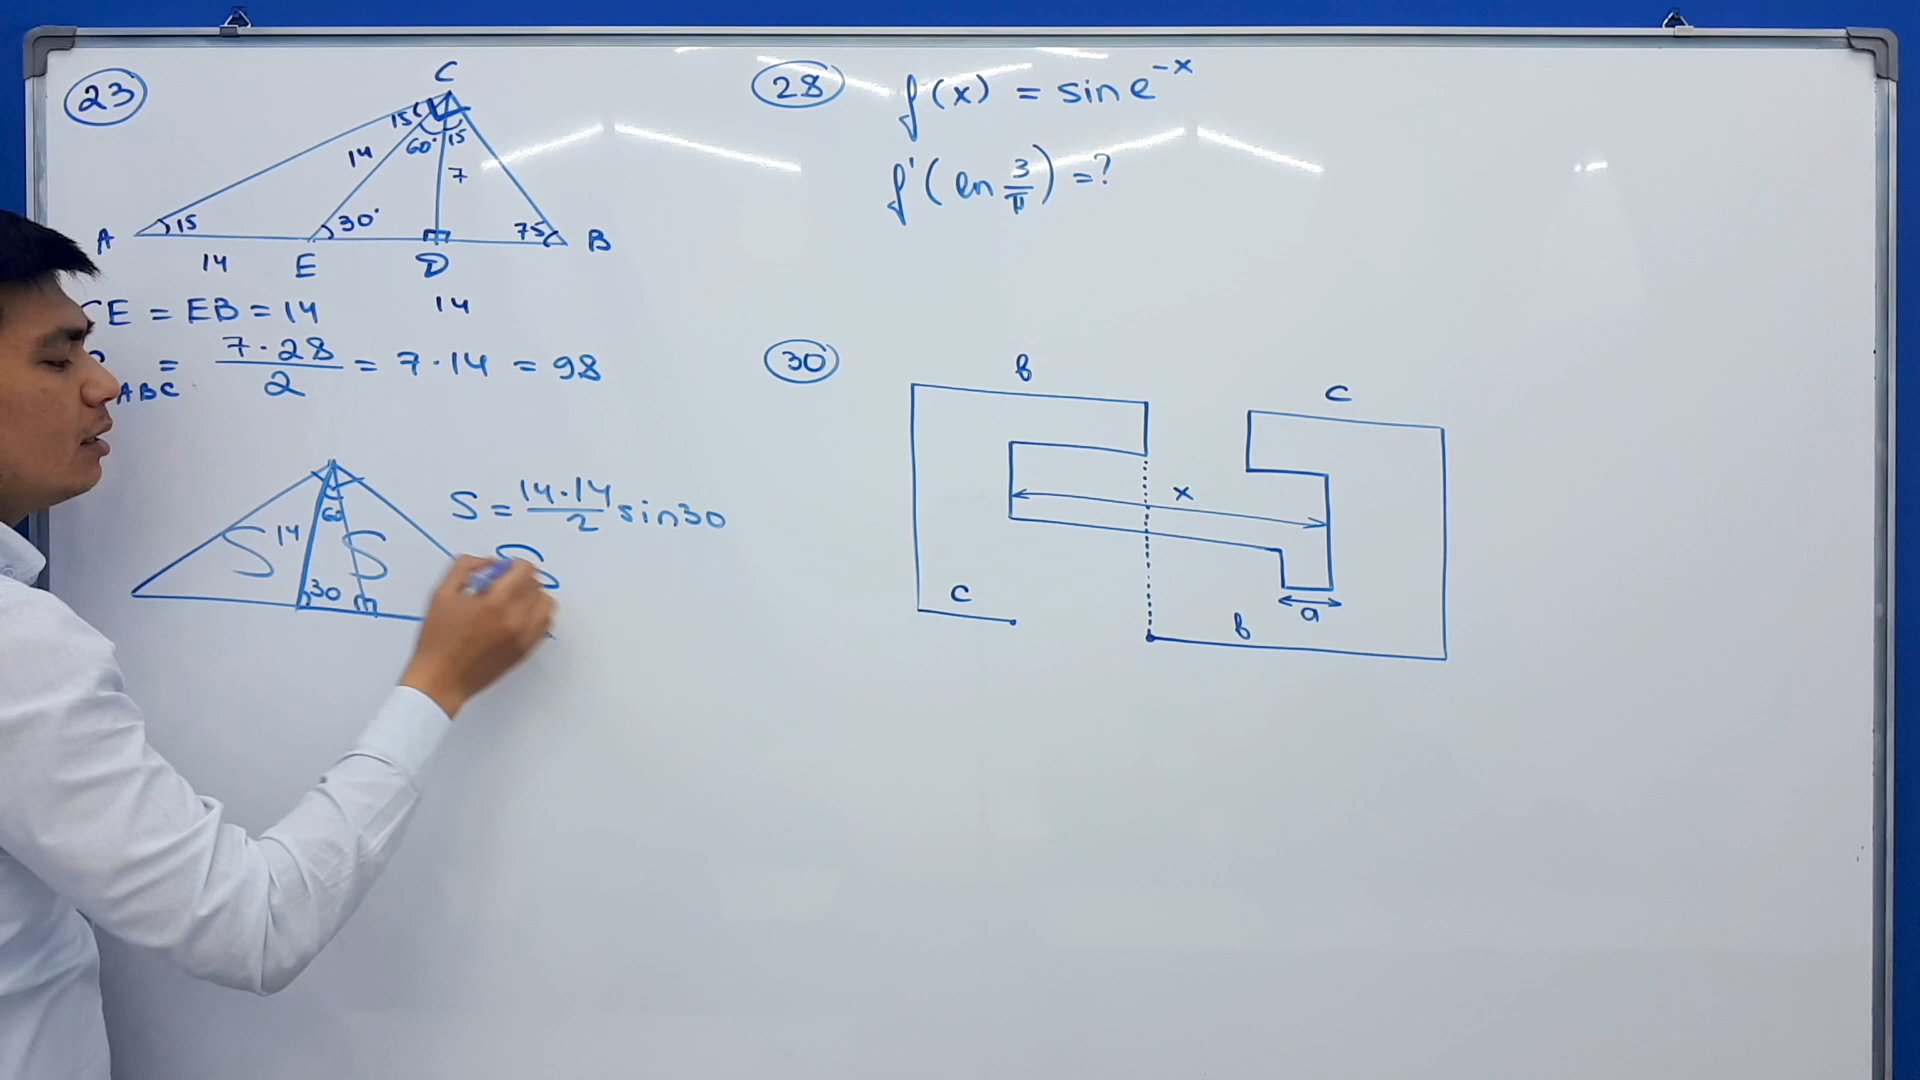 23
C
15 60° 15
14
7
A 15 30° 75 B
14 E D
14
CE = EB = 14
S ABC = 7·28 / 2 = 7·14 = 98
60
14
S S
30
S = 14·14 / 2 sin30
S
28
f(x) = sin e^-x
f'(ln 3/π) = ?
30
b
c
x
c
a
b